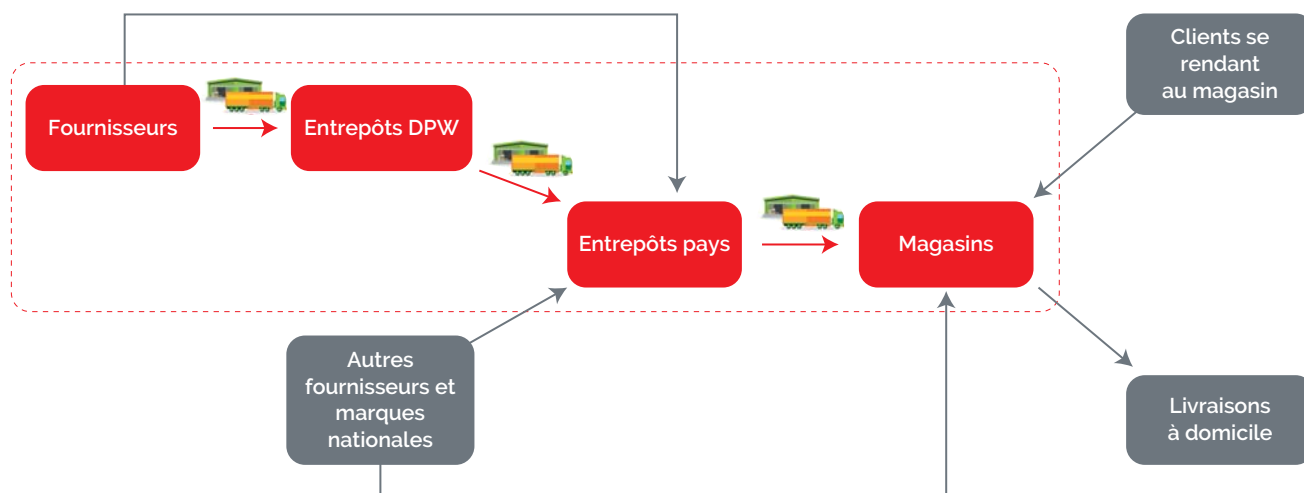 Clients se
rendant
au magasin
Fournisseurs
Entrepôts DPW
Entrepôts pays
Magasins
Autres
fournisseurs et
marques
nationales
Livraisons
à domicile